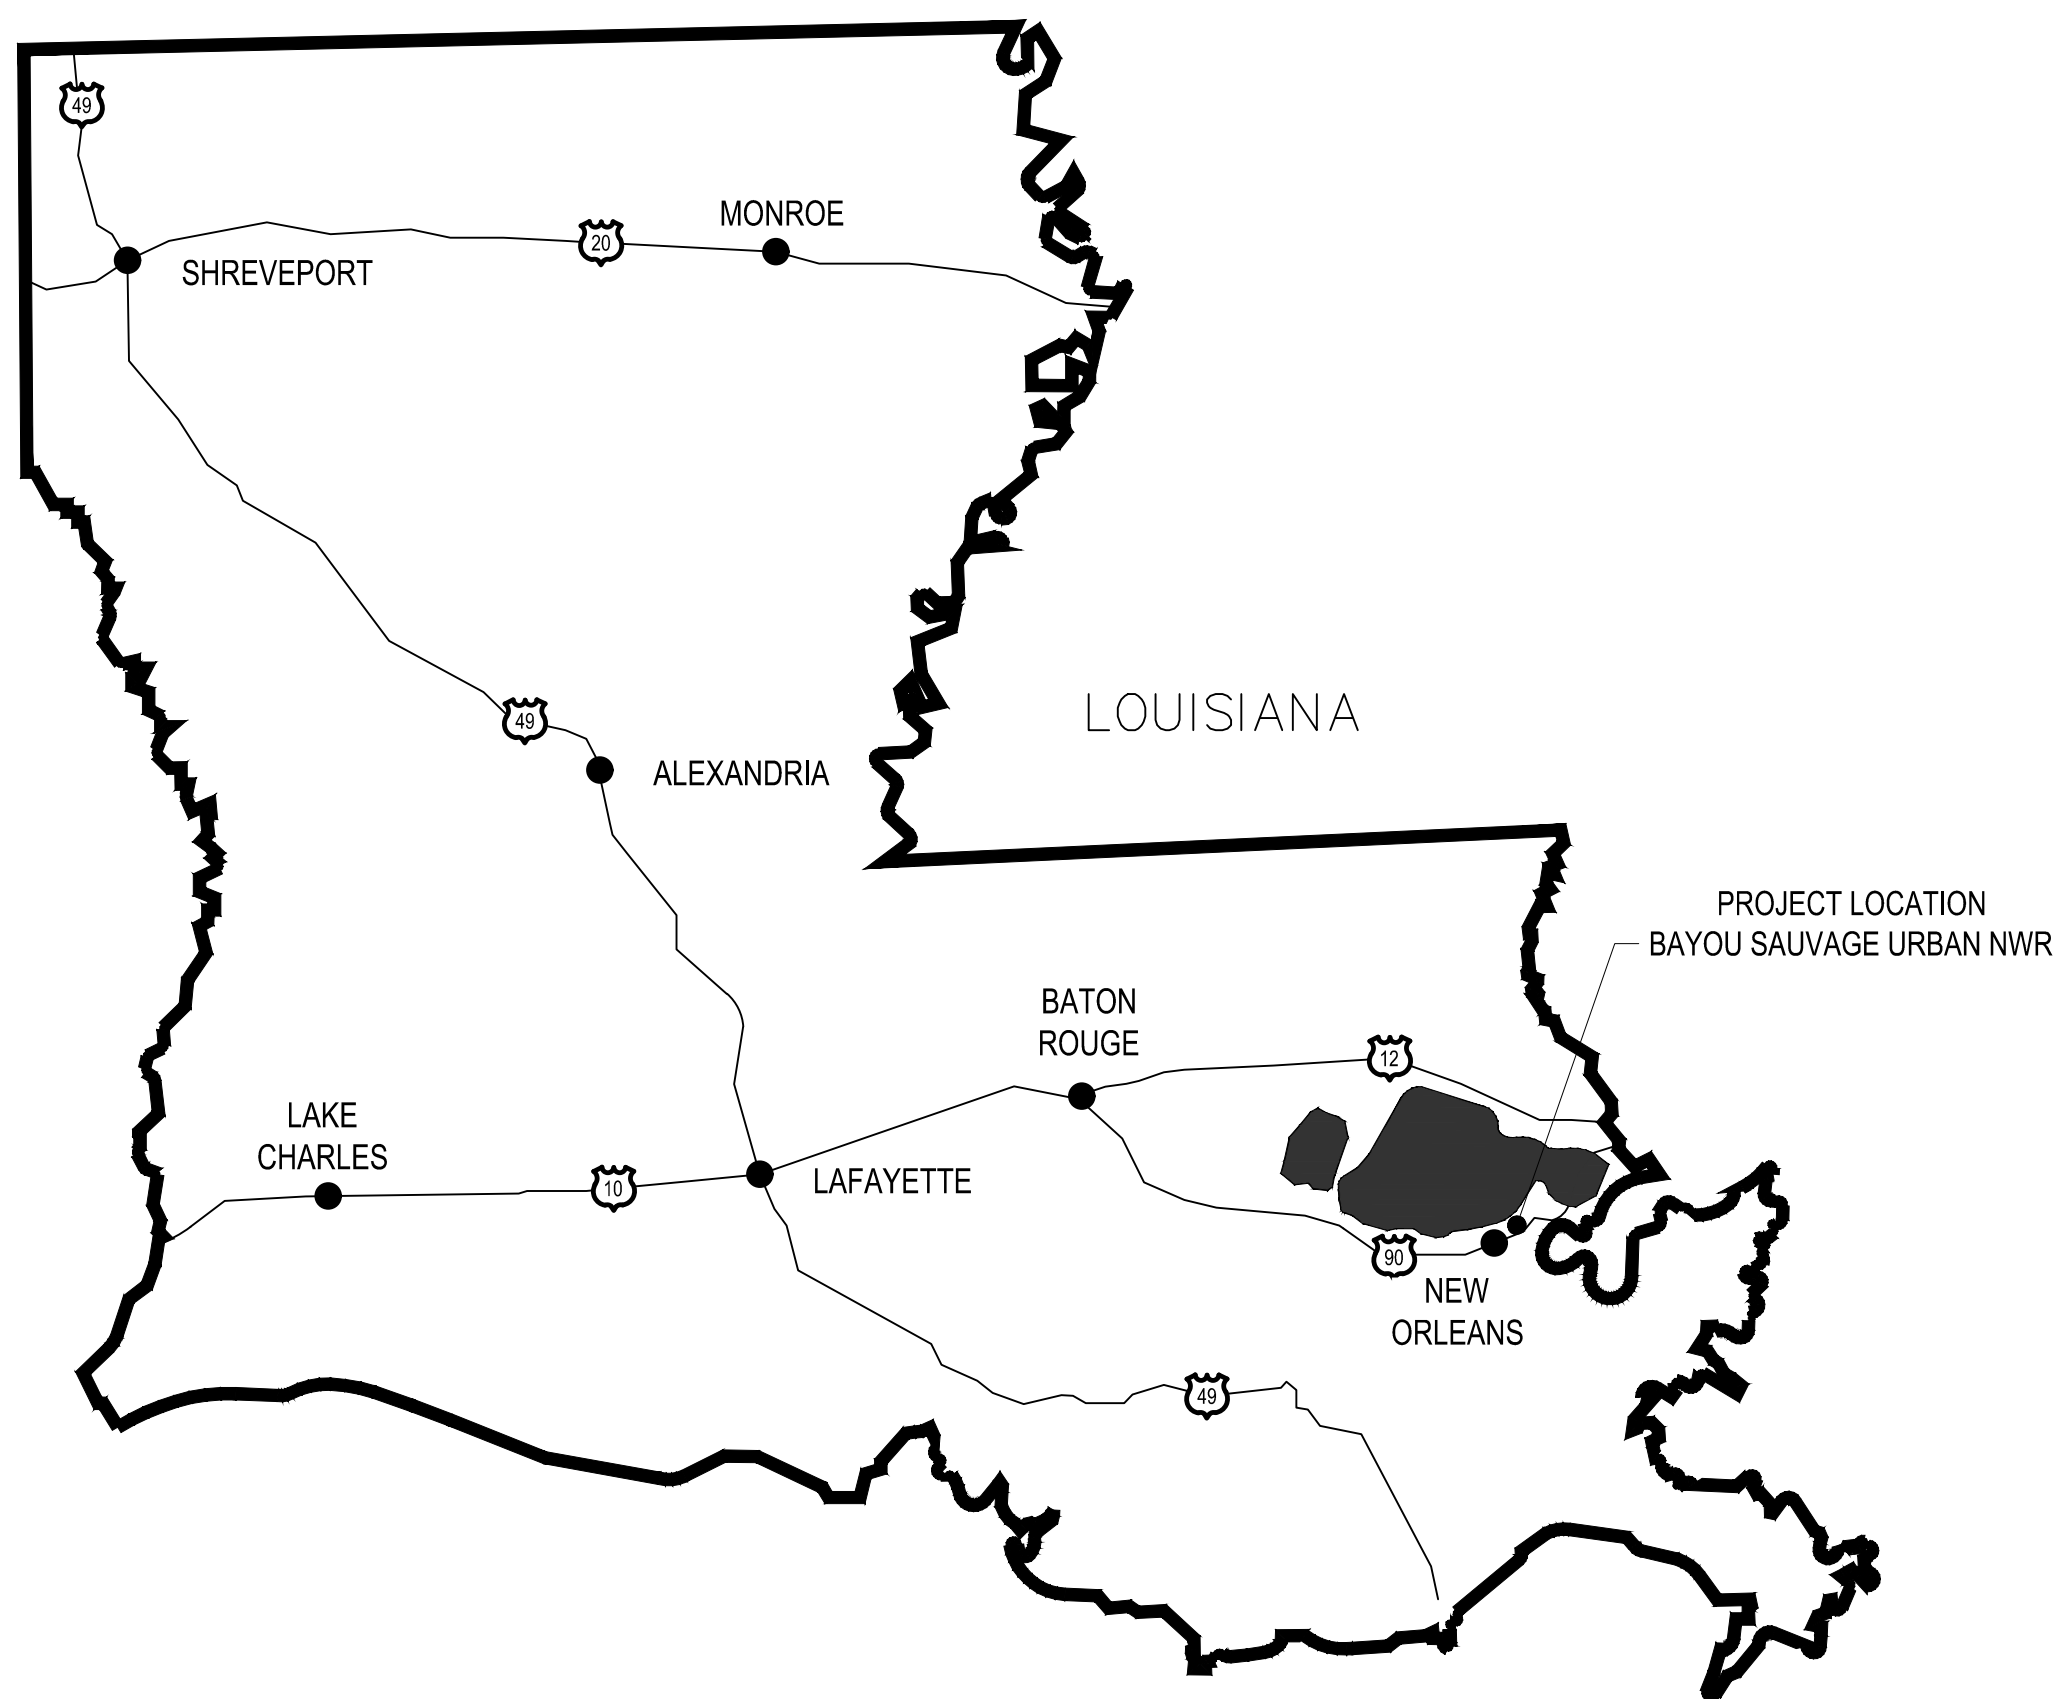 49
MONROE
20
SHREVEPORT
LOUISIANA
49
ALEXANDRIA
PROJECT LOCATION
BAYOU SAUVAGE URBAN NWR
BATON
ROUGE
12
LAKE
CHARLES
10
LAFAYETTE
90
NEW
ORLEANS
49